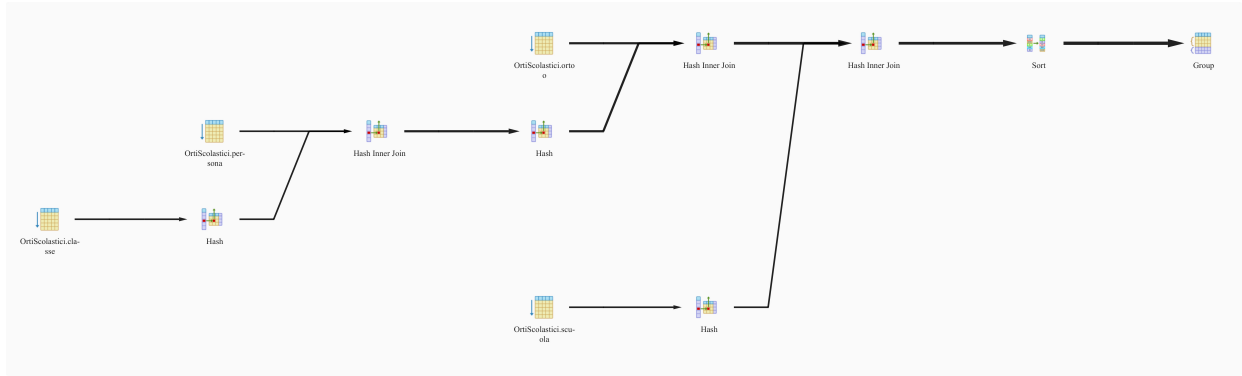 OrtiScolastici.orto
o
Hash Inner Join
Hash Inner Join
Sort
Group
OrtiScolastici.per-
sona
Hash Inner Join
Hash
OrtiScolastici.cla-
sse
Hash
OrtiScolastici.scu-
ola
Hash